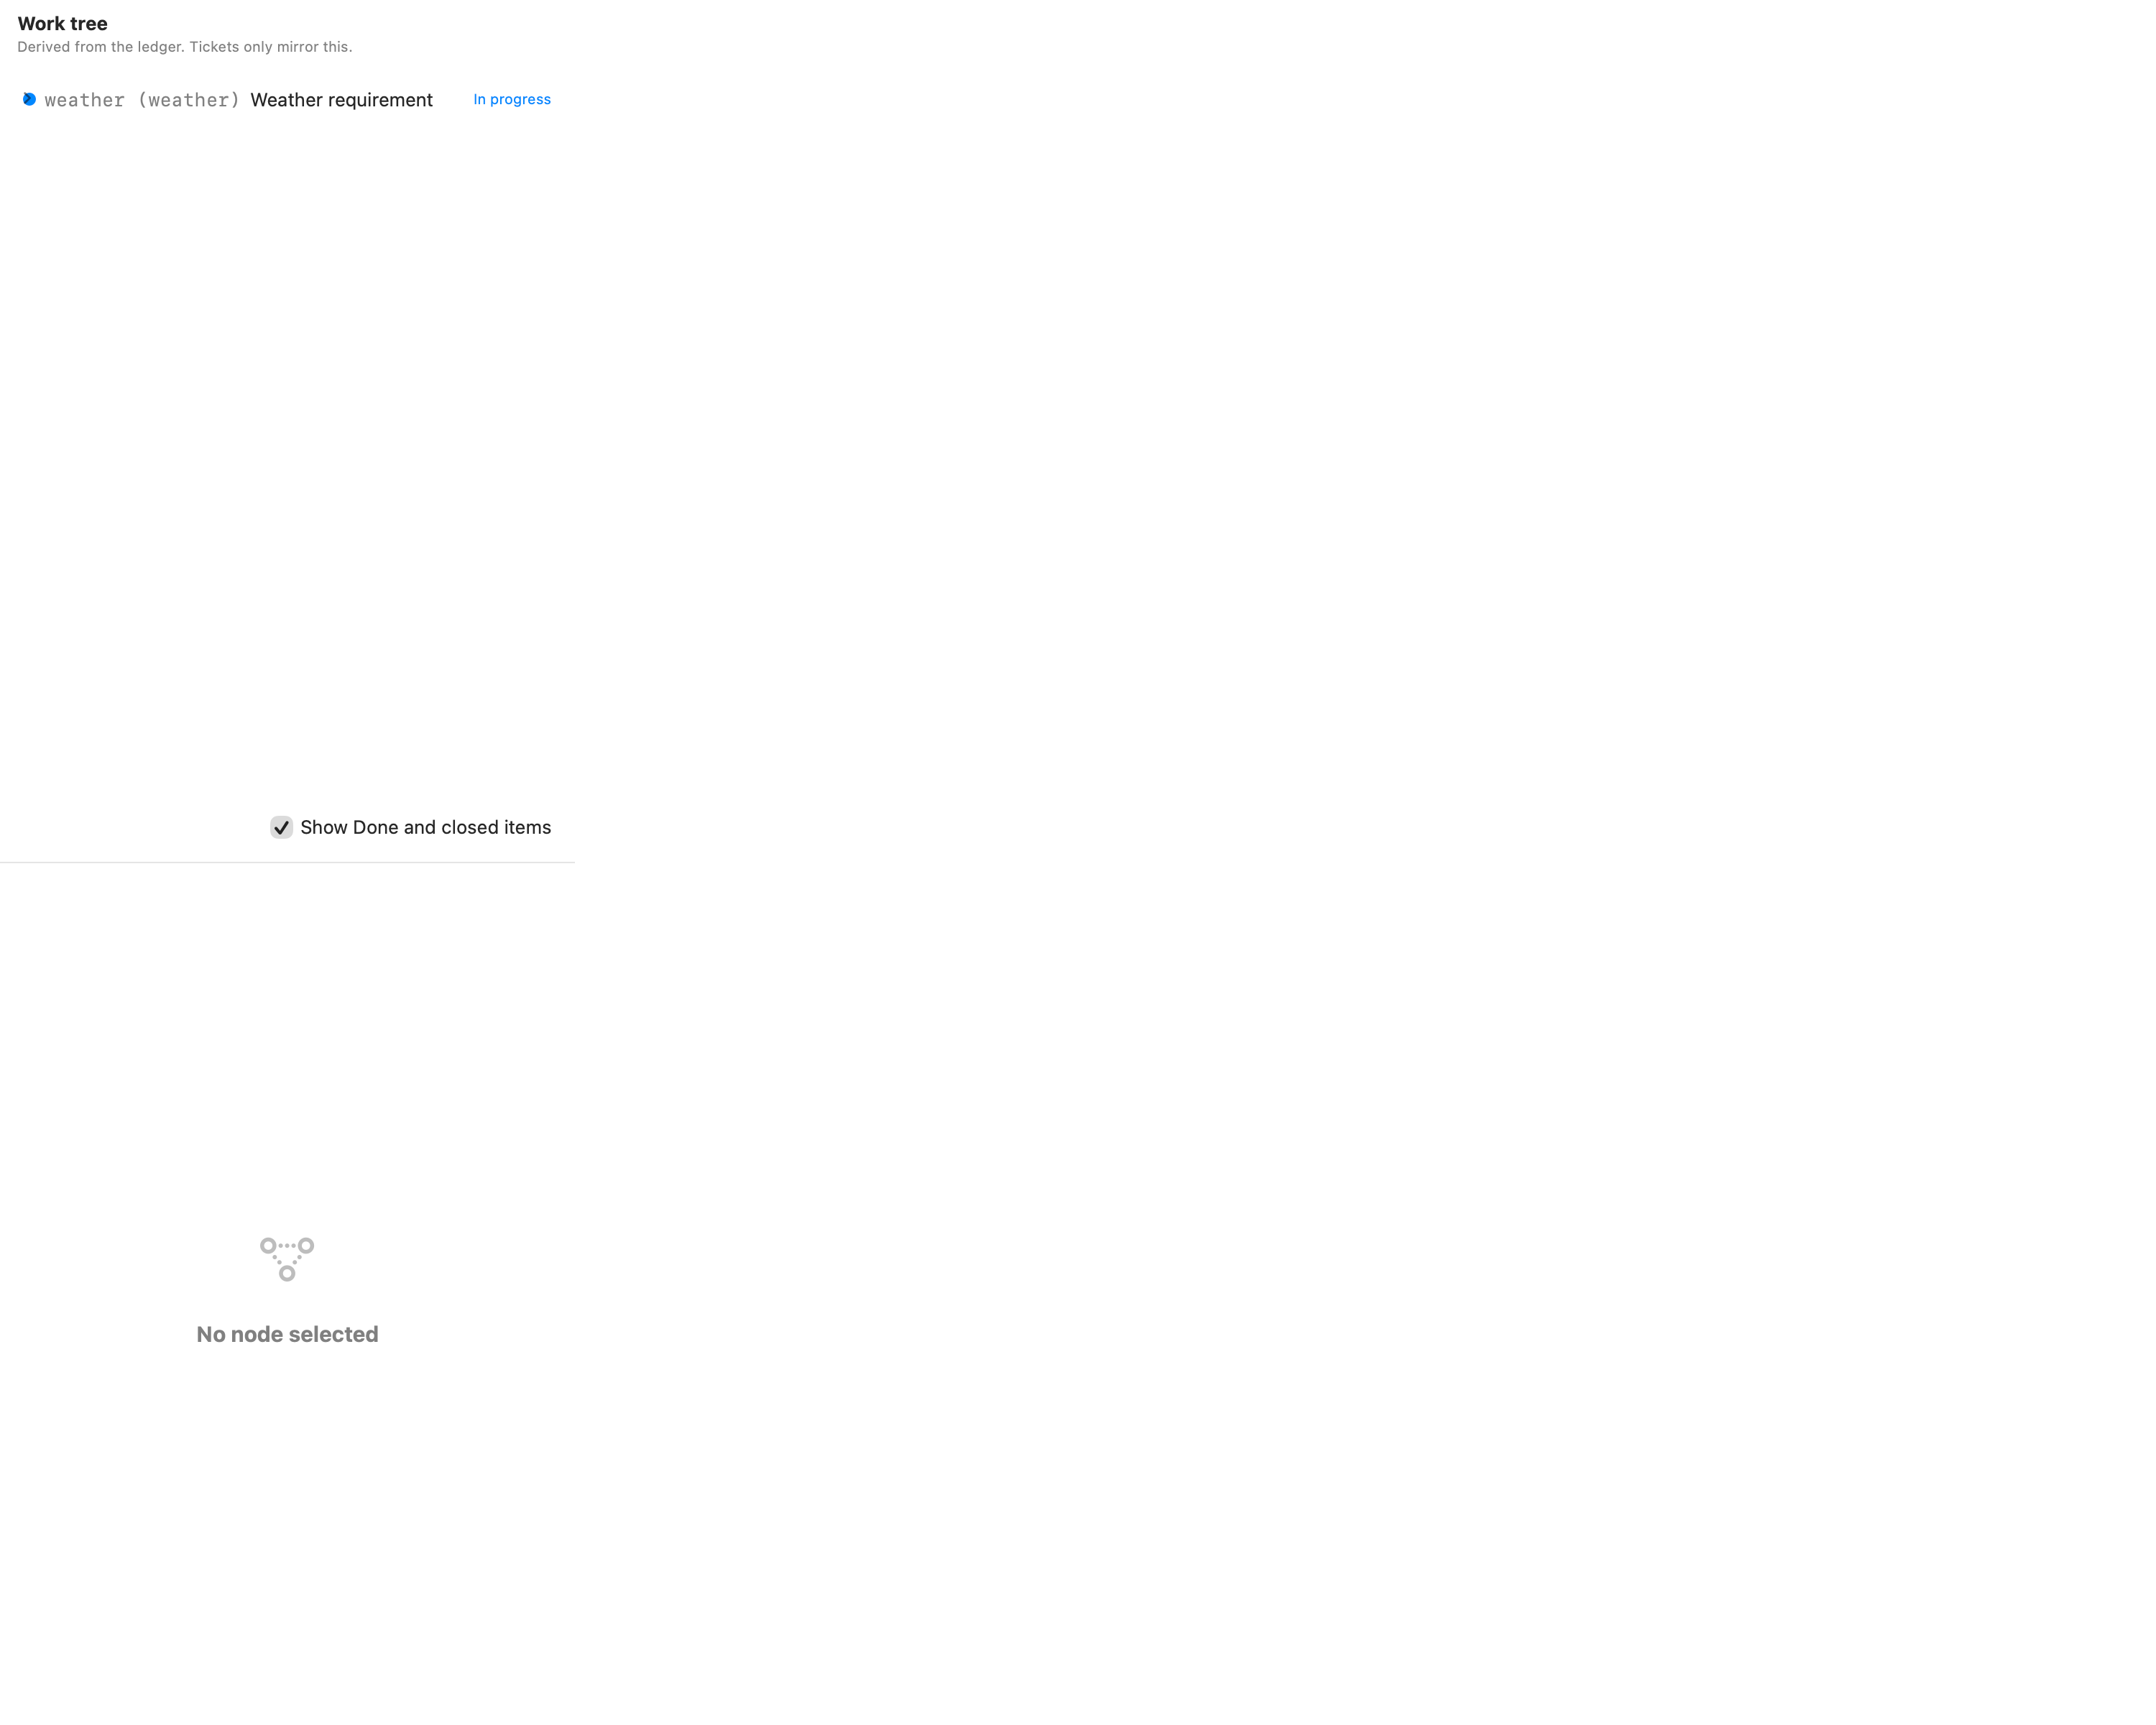 Work tree
Derived from the ledger. Tickets only mirror this.
weather (weather) Weather requirement In progress
Show Done and closed items
No node selected